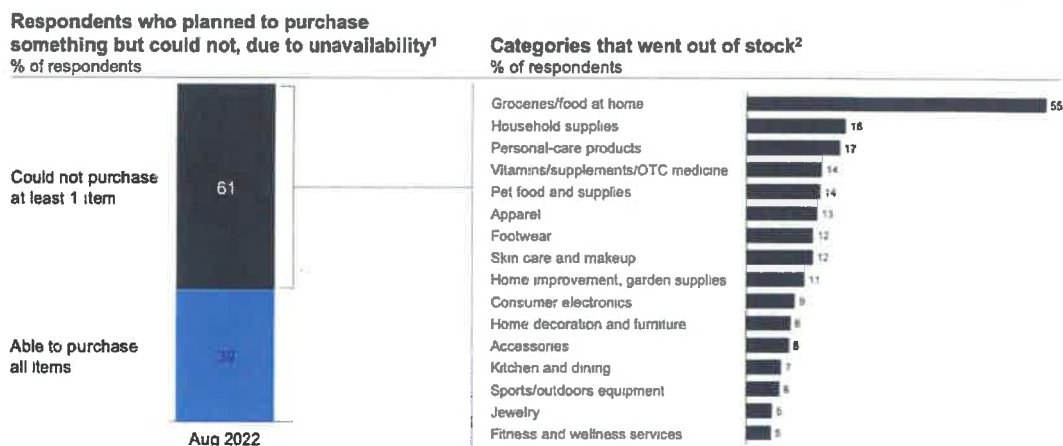 Respondents who planned to purchase
something but could not, due to unavailability¹
% of respondents
Could not purchase
at least 1 item
61
Able to purchase
all items
39
Aug 2022
Categories that went out of stock²
% of respondents
Groceries/food at home 55
Household supplies 18
Personal-care products 17
Vitamins/supplements/OTC medicine 14
Pet food and supplies 14
Apparel 13
Footwear 12
Skin care and makeup 12
Home improvement, garden supplies 11
Consumer electronics 9
Home decoration and furniture 8
Accessories 8
Kitchen and dining 7
Sports/outdoors equipment 6
Jewelry 5
Fitness and wellness services 5